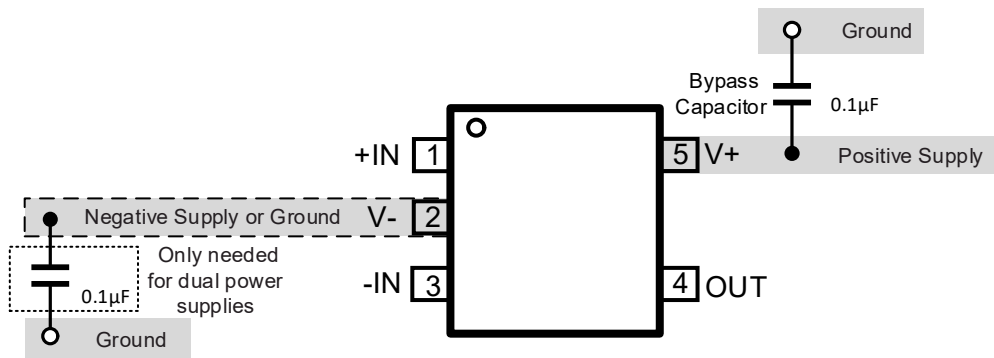 Ground
Bypass
Capacitor
0.1µF
+IN 1
5 V+
Positive Supply
Negative Supply or Ground
V- 2
Only needed
for dual power
supplies
0.1µF
-IN 3
4 OUT
Ground